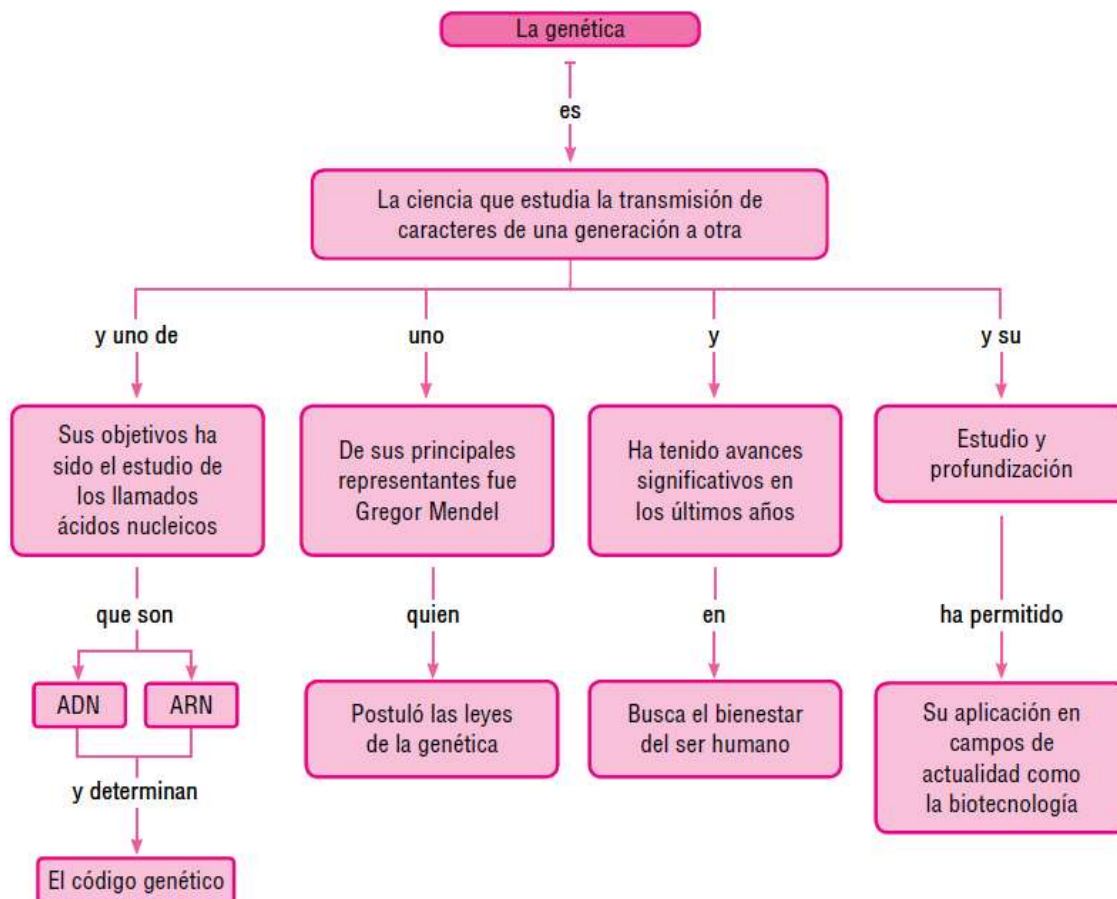 La genética
es
La ciencia que estudia la transmisión de
caracteres de una generación a otra
y uno de
uno
y
y su
Sus objetivos ha
sido el estudio de
los llamados
ácidos nucleicos
De sus principales
representantes fue
Gregor Mendel
Ha tenido avances
significativos en
los últimos años
Estudio y
profundización
que son
quien
en
ha permitido
ADN
ARN
Postuló las leyes
de la genética
Busca el bienestar
del ser humano
Su aplicación en
campos de
actualidad como
la biotecnología
y determinan
El código genético